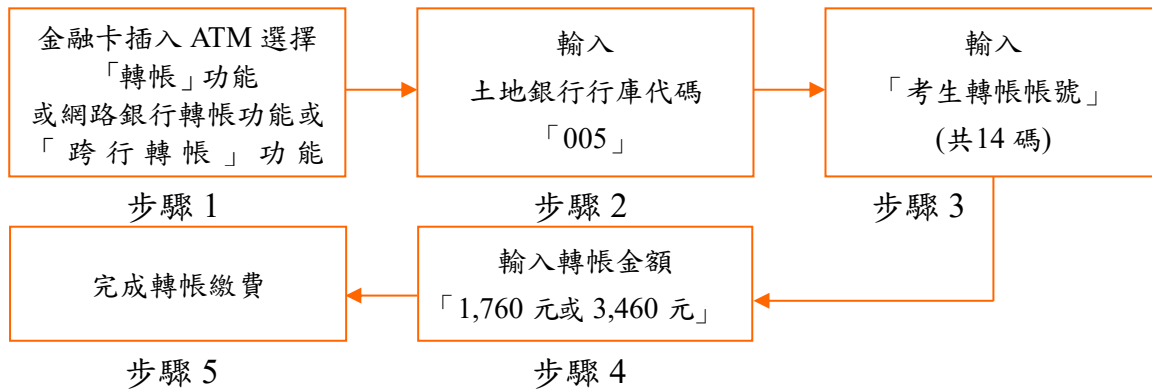 金融卡插入 ATM 選擇
「轉帳」功能
或網路銀行轉帳功能或
「跨行轉帳」功能
步驟 1
輸入
土地銀行行庫代碼
「005」
步驟 2
輸入
「考生轉帳帳號」
(共14 碼)
步驟 3
輸入轉帳金額
「1,760 元或 3,460 元」
步驟 4
完成轉帳繳費
步驟 5